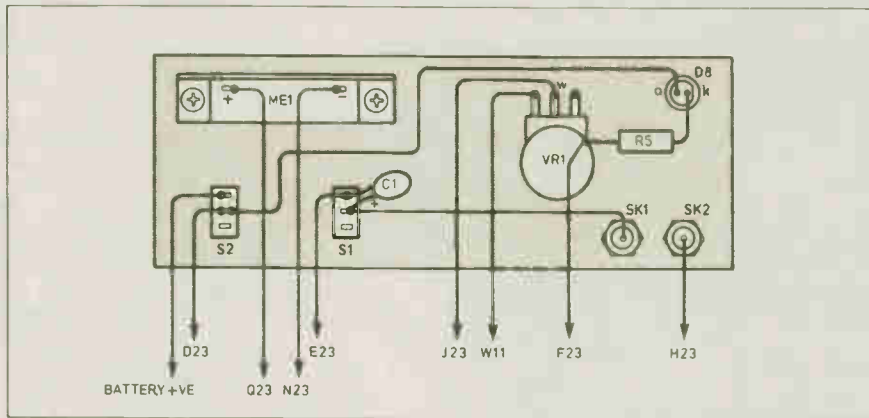 D8
w
a k
+ ME1 -
R5
VR1
C1
+
SK1 SK2
S2 S1
D23 E23 J23 W11 F23 H23
BATTERY +VE Q23 N23